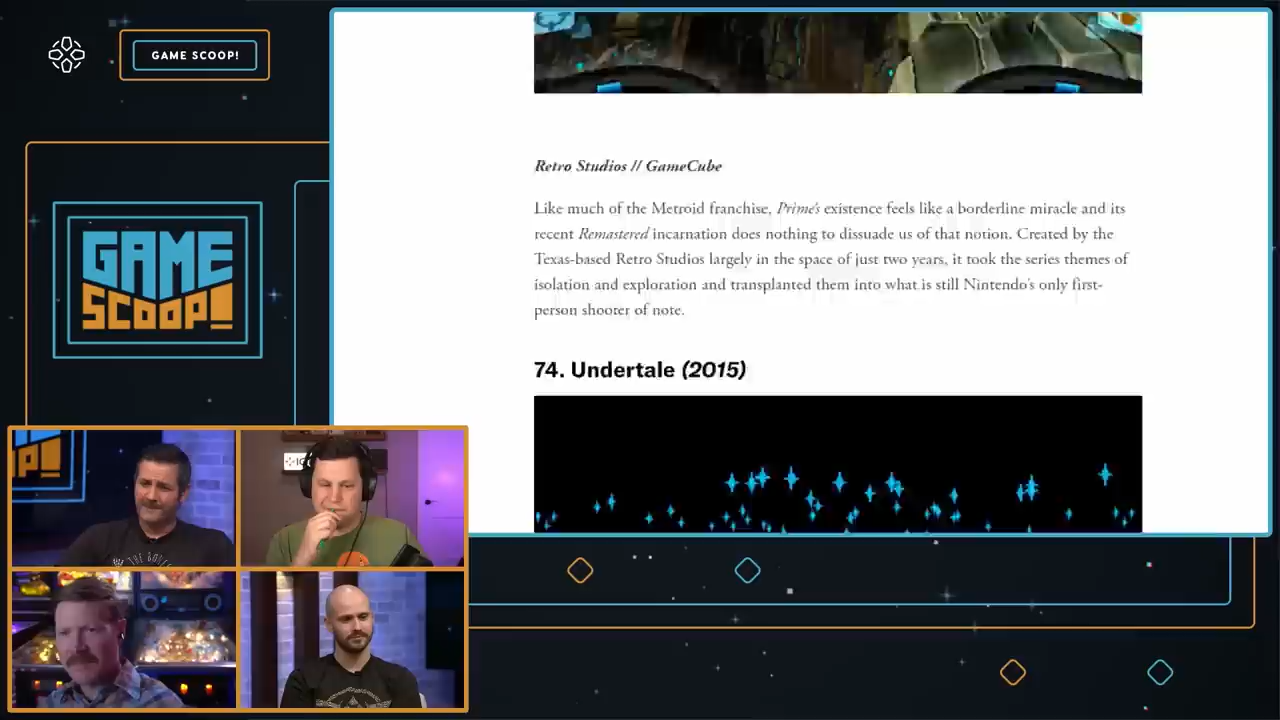 GAME SCOOP!
Retro Studios // GameCube
Like much of the Metroid franchise, Prime's existence feels like a borderline miracle and its
recent Remastered incarnation does nothing to dissuade us of that notion. Created by the
Texas-based Retro Studios largely in the space of just two years, it took the series themes of
isolation and exploration and transplanted them into what is still Nintendo's only first-
person shooter of note.
74. Undertale (2015)
GAME
SCOOP!